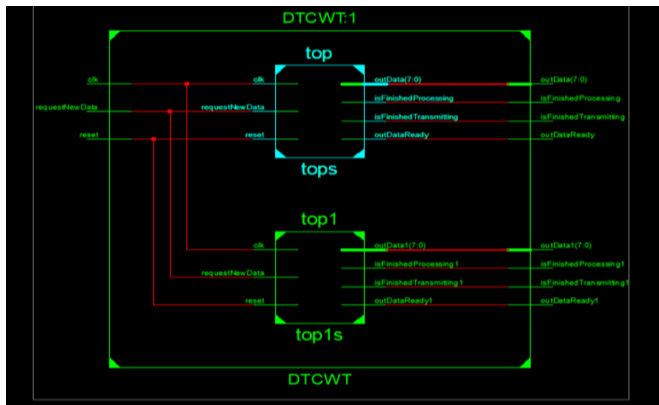 DTCWT:1
top
clk clk outData(7:0) outData(7:0)
requestNewData requestNewData isFinishedProcessing isFinishedProcessing
isFinishedTransmitting isFinishedTransmitting
reset reset outDataReady outDataReady
tops
top1
clk outData1(7:0) outData1(7:0)
isFinishedProcessing1 isFinishedProcessing1
requestNewData
isFinishedTransmitting1 isFinishedTransmitting1
reset outDataReady1 outDataReady1
top1s
DTCWT